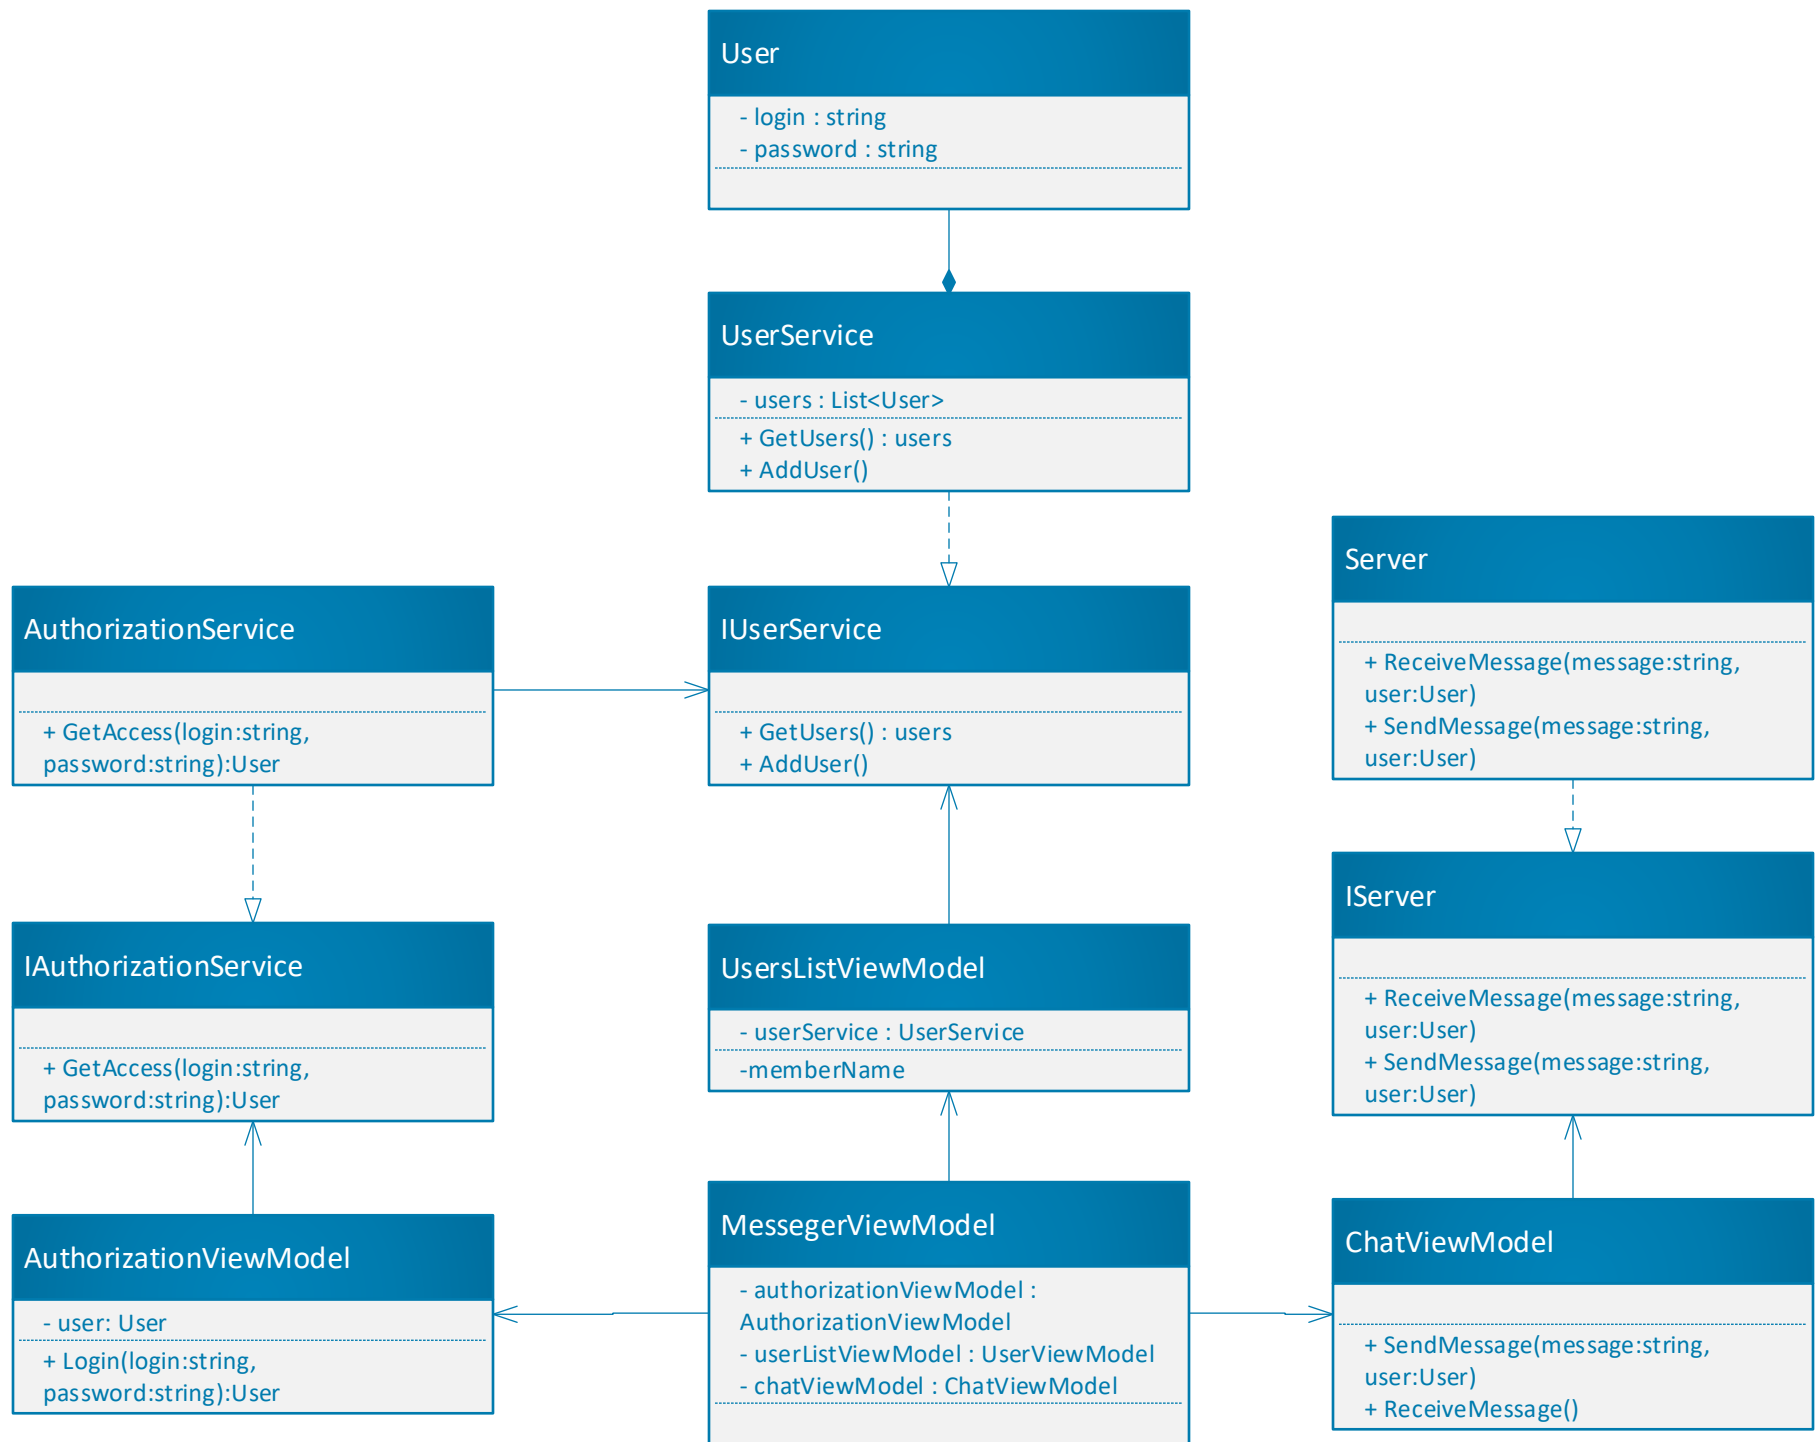 User
- login : string
- password : string
UserService
- users : List<User>
+ GetUsers() : users
+ AddUser()
AuthorizationService
+ GetAccess(login:string,
password:string):User
IUserService
+ GetUsers() : users
+ AddUser()
Server
+ ReceiveMessage(message:string,
user:User)
+ SendMessage(message:string,
user:User)
IAuthorizationService
+ GetAccess(login:string,
password:string):User
UsersListViewModel
- userService : UserService
-memberName
IServer
+ ReceiveMessage(message:string,
user:User)
+ SendMessage(message:string,
user:User)
AuthorizationViewModel
- user: User
+ Login(login:string,
password:string):User
MessegerViewModel
- authorizationViewModel :
AuthorizationViewModel
- userListViewModel : UserViewModel
- chatViewModel : ChatViewModel
ChatViewModel
+ SendMessage(message:string,
user:User)
+ ReceiveMessage()